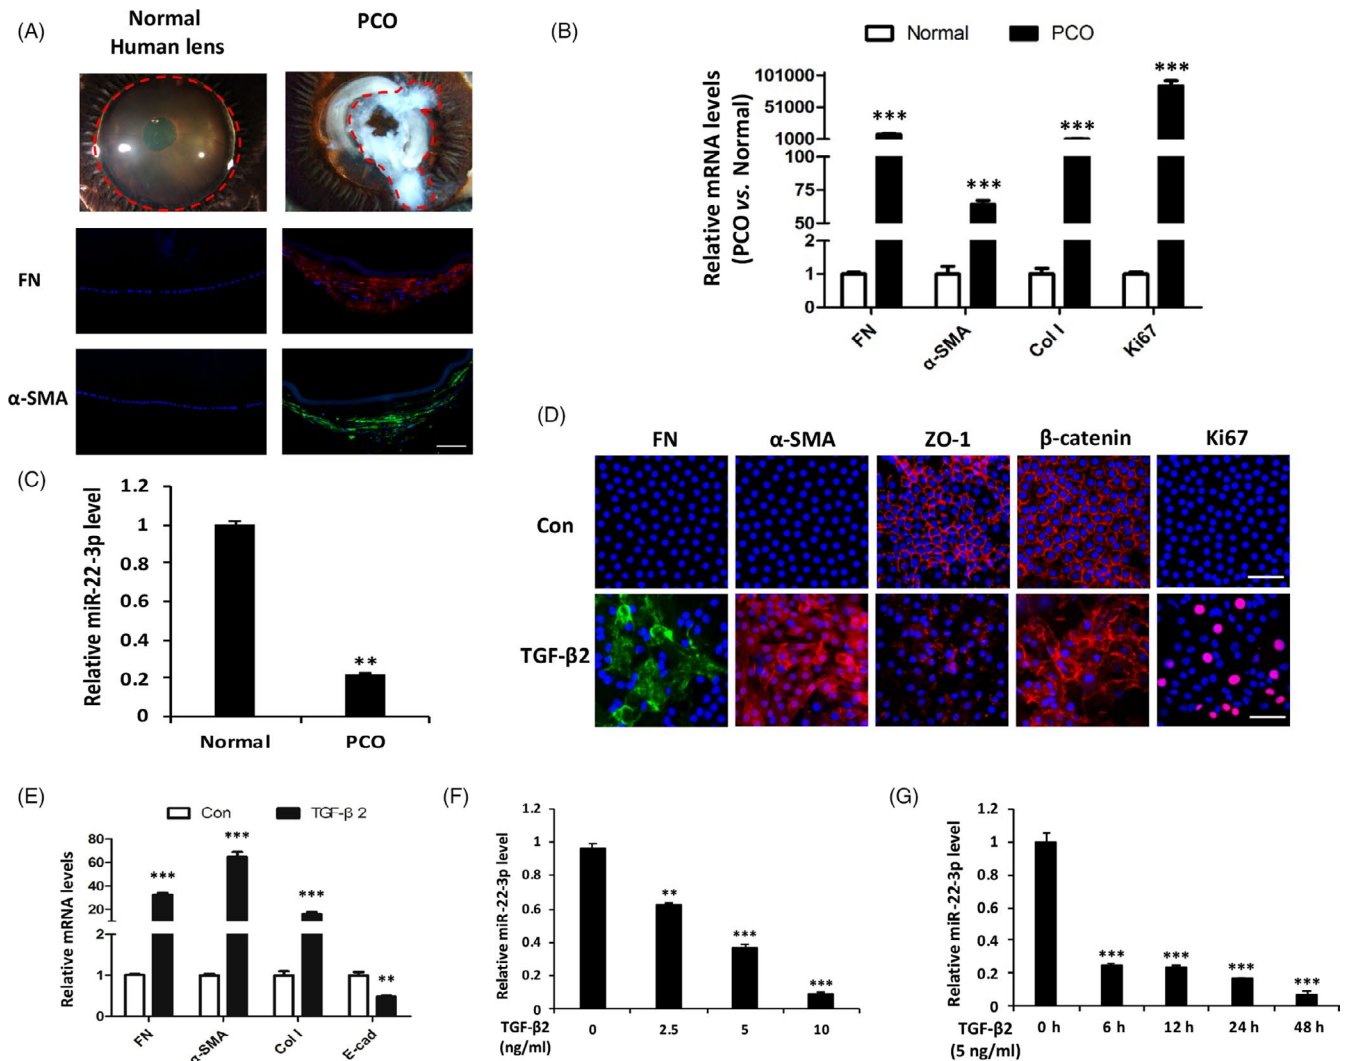 (A)
Normal
Human lens
PCO
FN
α-SMA
(B)
Normal
PCO
Relative mRNA levels
(PCO vs. Normal)
101000
51000
1000
100
75
50
2
1
0
***
***
***
***
FN
α-SMA
Col I
Ki67
(C)
Relative miR-22-3p level
1.2
1
0.8
0.6
0.4
0.2
0
**
Normal
PCO
(D)
FN
α-SMA
ZO-1
β-catenin
Ki67
Con
TGF-β2
(E)
Con
TGF-β 2
Relative mRNA levels
80
60
40
20
2
1
0
***
***
***
**
FN
α-SMA
Col I
E-cad
(F)
Relative miR-22-3p level
1.2
1
0.8
0.6
0.4
0.2
0
**
***
***
TGF-β2
(ng/ml)
0
2.5
5
10
(G)
Relative miR-22-3p level
1.2
1
0.8
0.6
0.4
0.2
0
***
***
***
***
TGF-β2
(5 ng/ml)
0 h
6 h
12 h
24 h
48 h